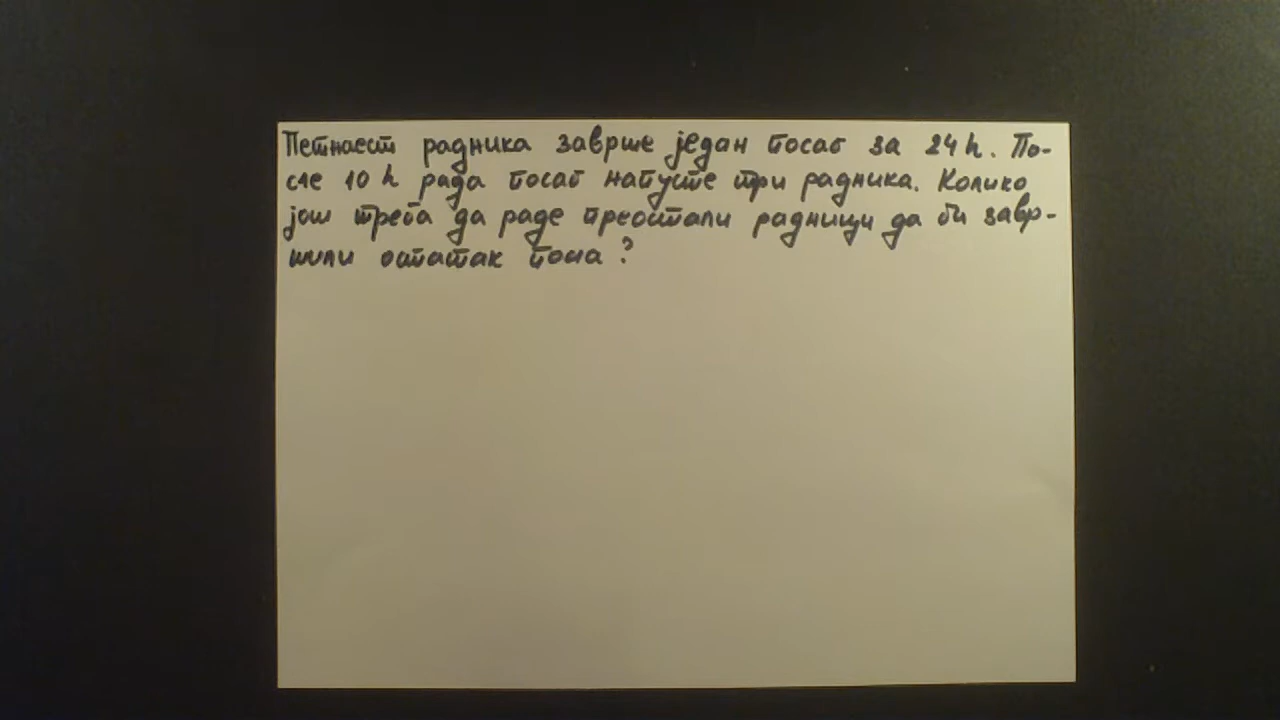 Петнаест радника заврше један посао за 24 h. По-
сле 10 h рада посао напусте три радника. Колико
још треба да раде преостали радници да би завр-
шили остатак посла?